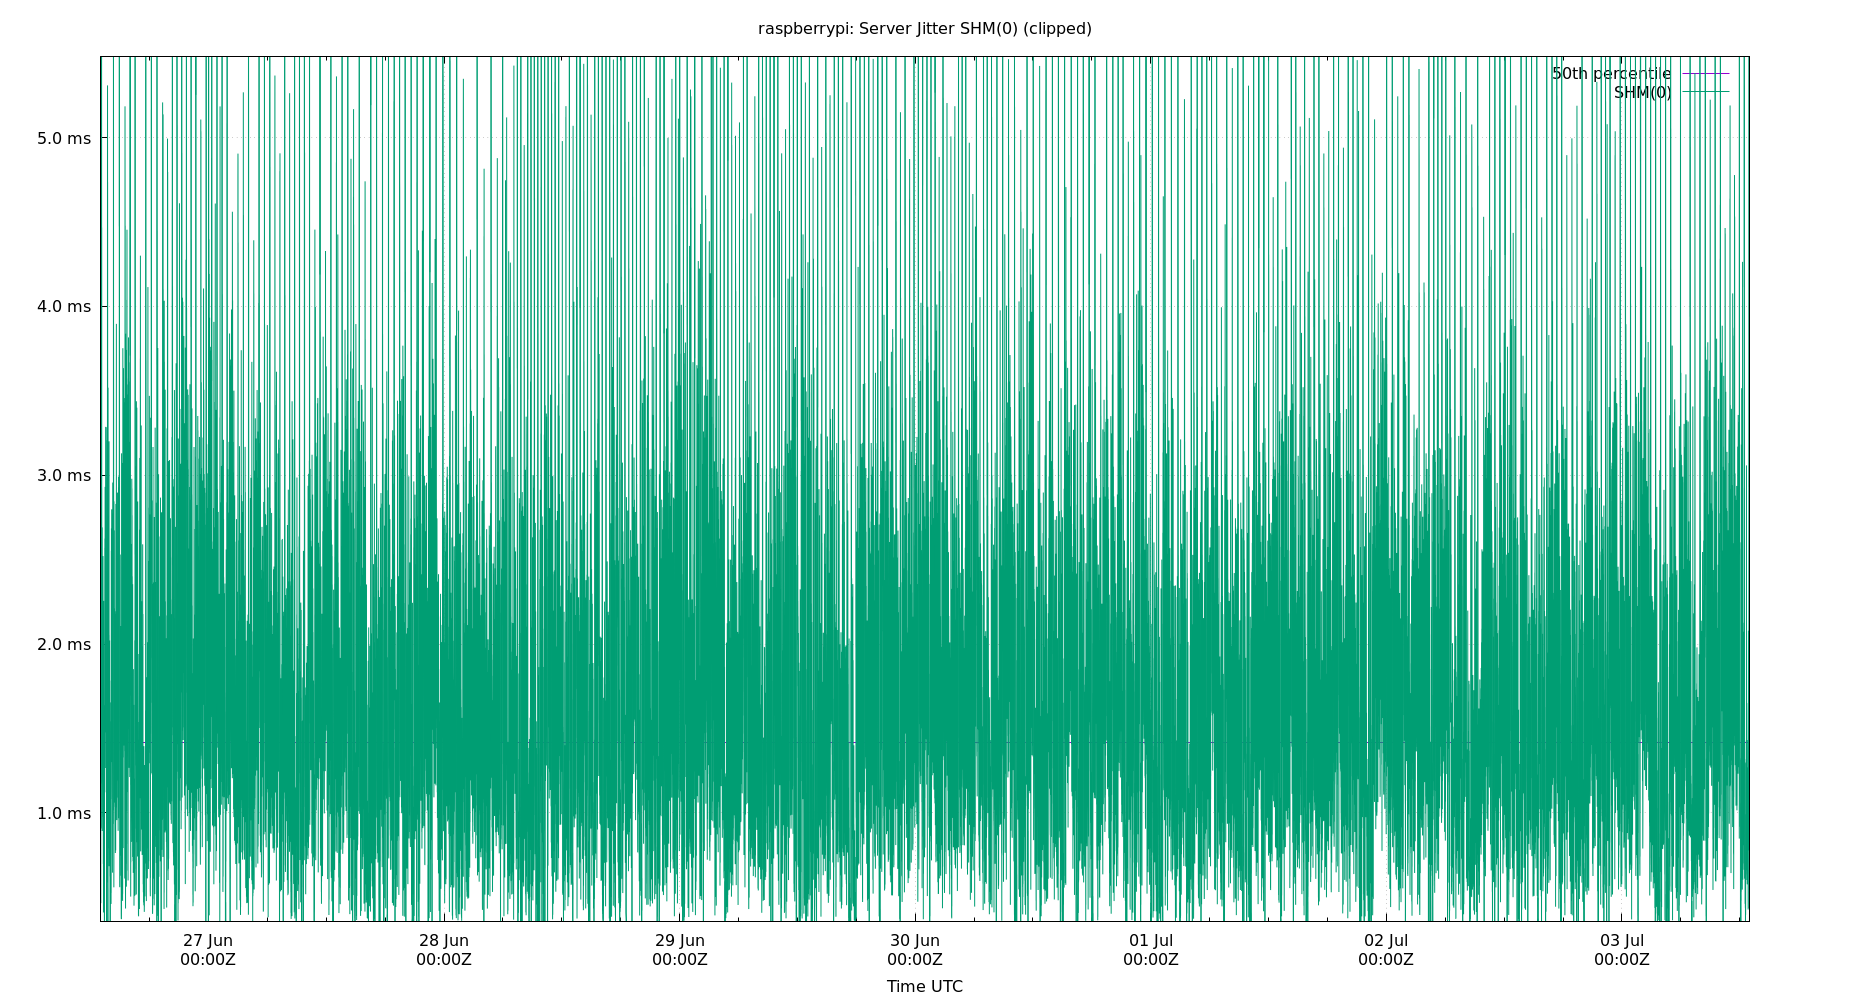 raspberrypi: Server Jitter SHM(0) (clipped)
50th percentile
SHM(0)
5.0 ms
4.0 ms
3.0 ms
2.0 ms
1.0 ms
27 Jun 28 Jun 29 Jun 30 Jun 01 Jul 02 Jul 03 Jul
00:00Z 00:00Z 00:00Z 00:00Z 00:00Z 00:00Z 00:00Z
Time UTC